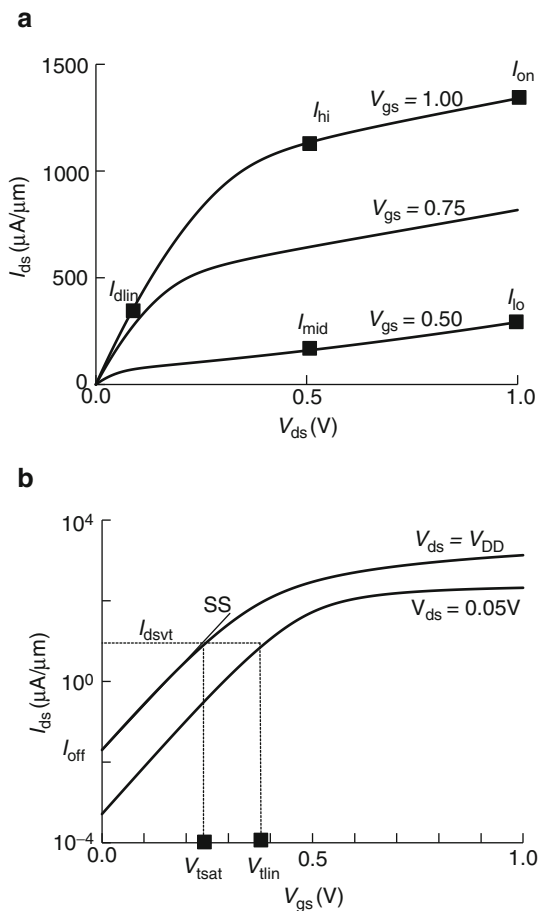 a
1500
1000
500
0
I_ds (μA/μm)
I_on
I_hi
V_gs = 1.00
V_gs = 0.75
I_dlin
I_mid
V_gs = 0.50
I_lo
0.0 0.5 1.0
V_ds (V)
b
10^4
10^0
10^−4
I_ds (μA/μm)
V_ds = V_DD
SS
V_ds = 0.05V
I_dsvt
I_off
0.0 0.5 1.0
V_tsat V_tlin
V_gs (V)